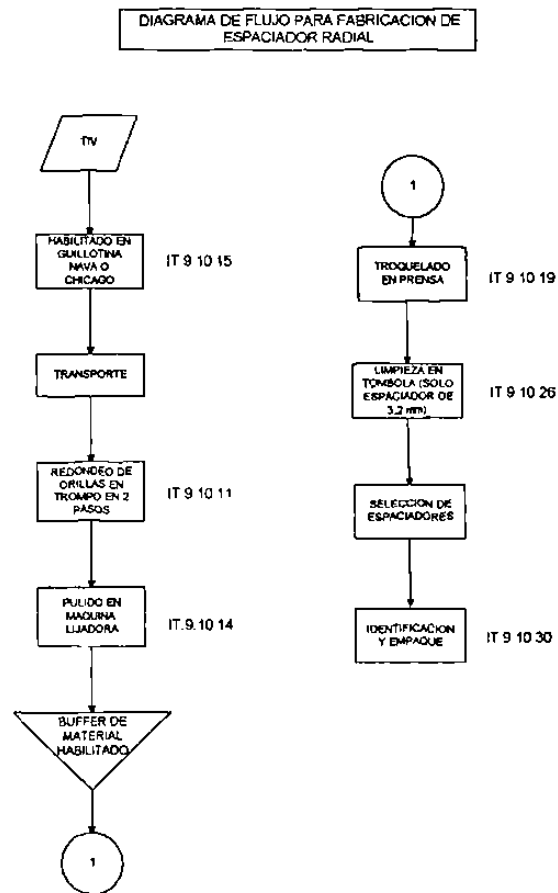 DIAGRAMA DE FLUJO PARA FABRICACION DE
ESPACIADOR RADIAL
TIV
HABILITADO EN
GUILLOTINA
NAVA O
CHICAGO
IT 9 10 15
TRANSPORTE
REDONDEO DE
ORILLAS EN
TROMPO EN 2
PASOS
IT 9 10 11
PULIDO EN
MAQUINA
LIJADORA
IT.9.10 14
BUFFER DE
MATERIAL
HABILITADO
1
1
TROQUELADO
EN PRENSA
IT 9 10 19
LIMPIEZA EN
TOMBOLA (SOLO
ESPACIADOR DE
3.2 mm)
IT 9 10 26
SELECCION DE
ESPACIADORES
IDENTIFICACION
Y EMPAQUE
IT 9 10 30